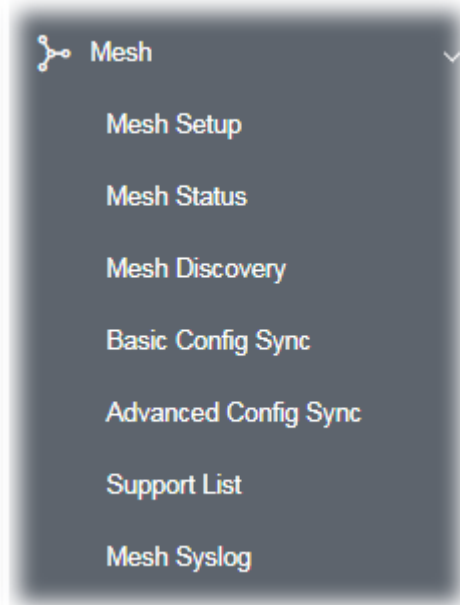 Mesh
Mesh Setup
Mesh Status
Mesh Discovery
Basic Config Sync
Advanced Config Sync
Support List
Mesh Syslog